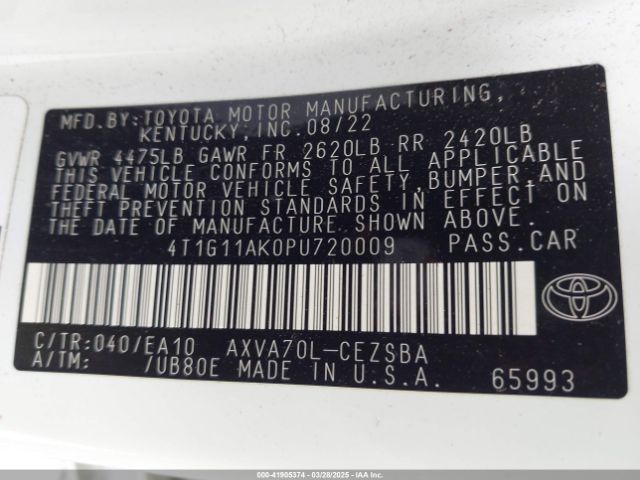 MFD.BY:TOYOTA MOTOR MANUFACTURING,
KENTUCKY, INC. 08/22
GVWR 4475LB GAWR FR 2620LB RR 2420LB
THIS VEHICLE CONFORMS TO ALL APPLICABLE
FEDERAL MOTOR VEHICLE SAFETY, BUMPER, AND
THEFT PREVENTION STANDARDS IN EFFECT ON
THE DATE OF MANUFACTURE SHOWN ABOVE.
4T1G11AK0PU720009 PASS.CAR
C/TR:040/EA10 AXVA70L-CEZSBA
A/TM: /UB80E MADE IN U.S.A. 65993
000-41905374 | 03/28/2025 | IAA Inc.